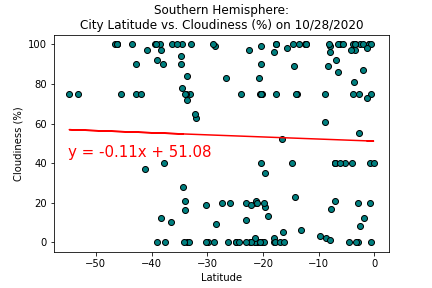 Southern Hemisphere:
City Latitude vs. Cloudiness (%) on 10/28/2020
Cloudiness (%)
100
80
60
40
20
0
y = -0.11x + 51.08
−50
−40
−30
−20
−10
0
Latitude